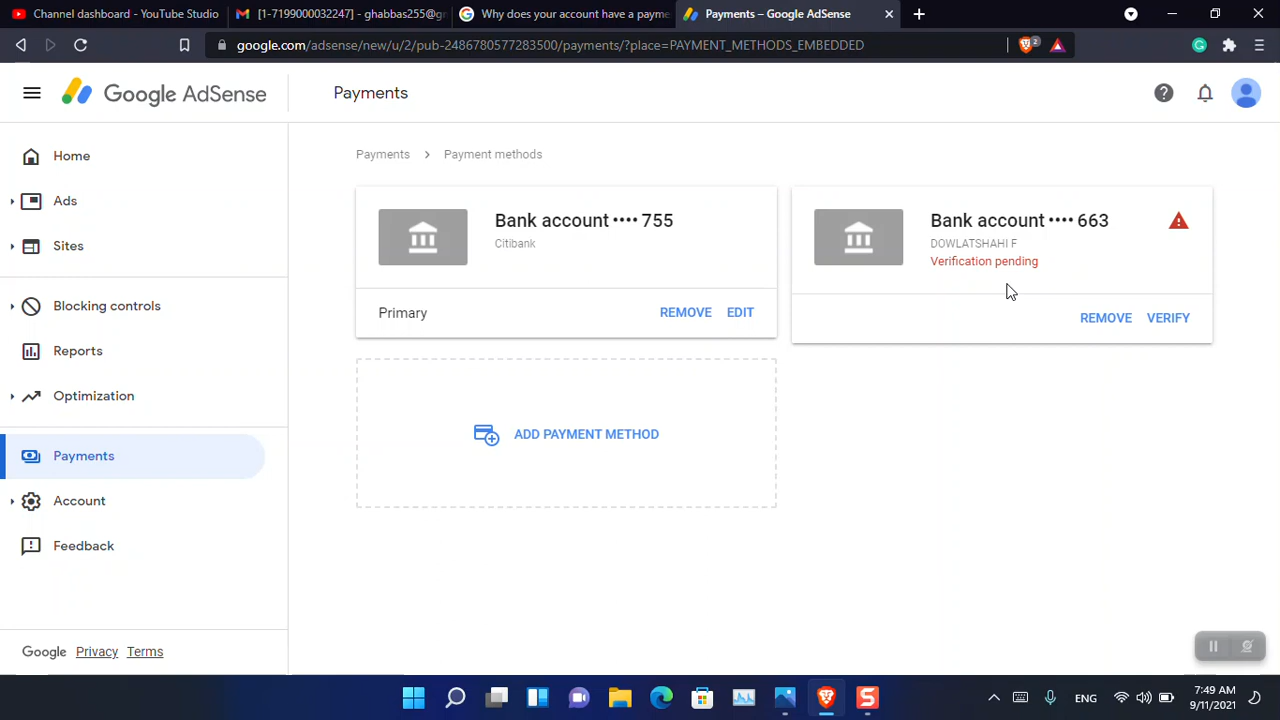 Channel dashboard - YouTube Studio
[1-7199000032247] - ghabbas255@gm
Why does your account have a payme
Payments – Google AdSense
google.com/adsense/new/u/2/pub-2486780577283500/payments/?place=PAYMENT_METHODS_EMBEDDED
2
Google AdSense
Payments
Home
Ads
Sites
Blocking controls
Reports
Optimization
Payments
Account
Feedback
Google Privacy Terms
Payments > Payment methods
Bank account •••• 755
Citibank
Primary REMOVE EDIT
Bank account •••• 663
DOWLATSHAHI F
Verification pending
REMOVE VERIFY
ADD PAYMENT METHOD
ENG
7:49 AM
9/11/2021